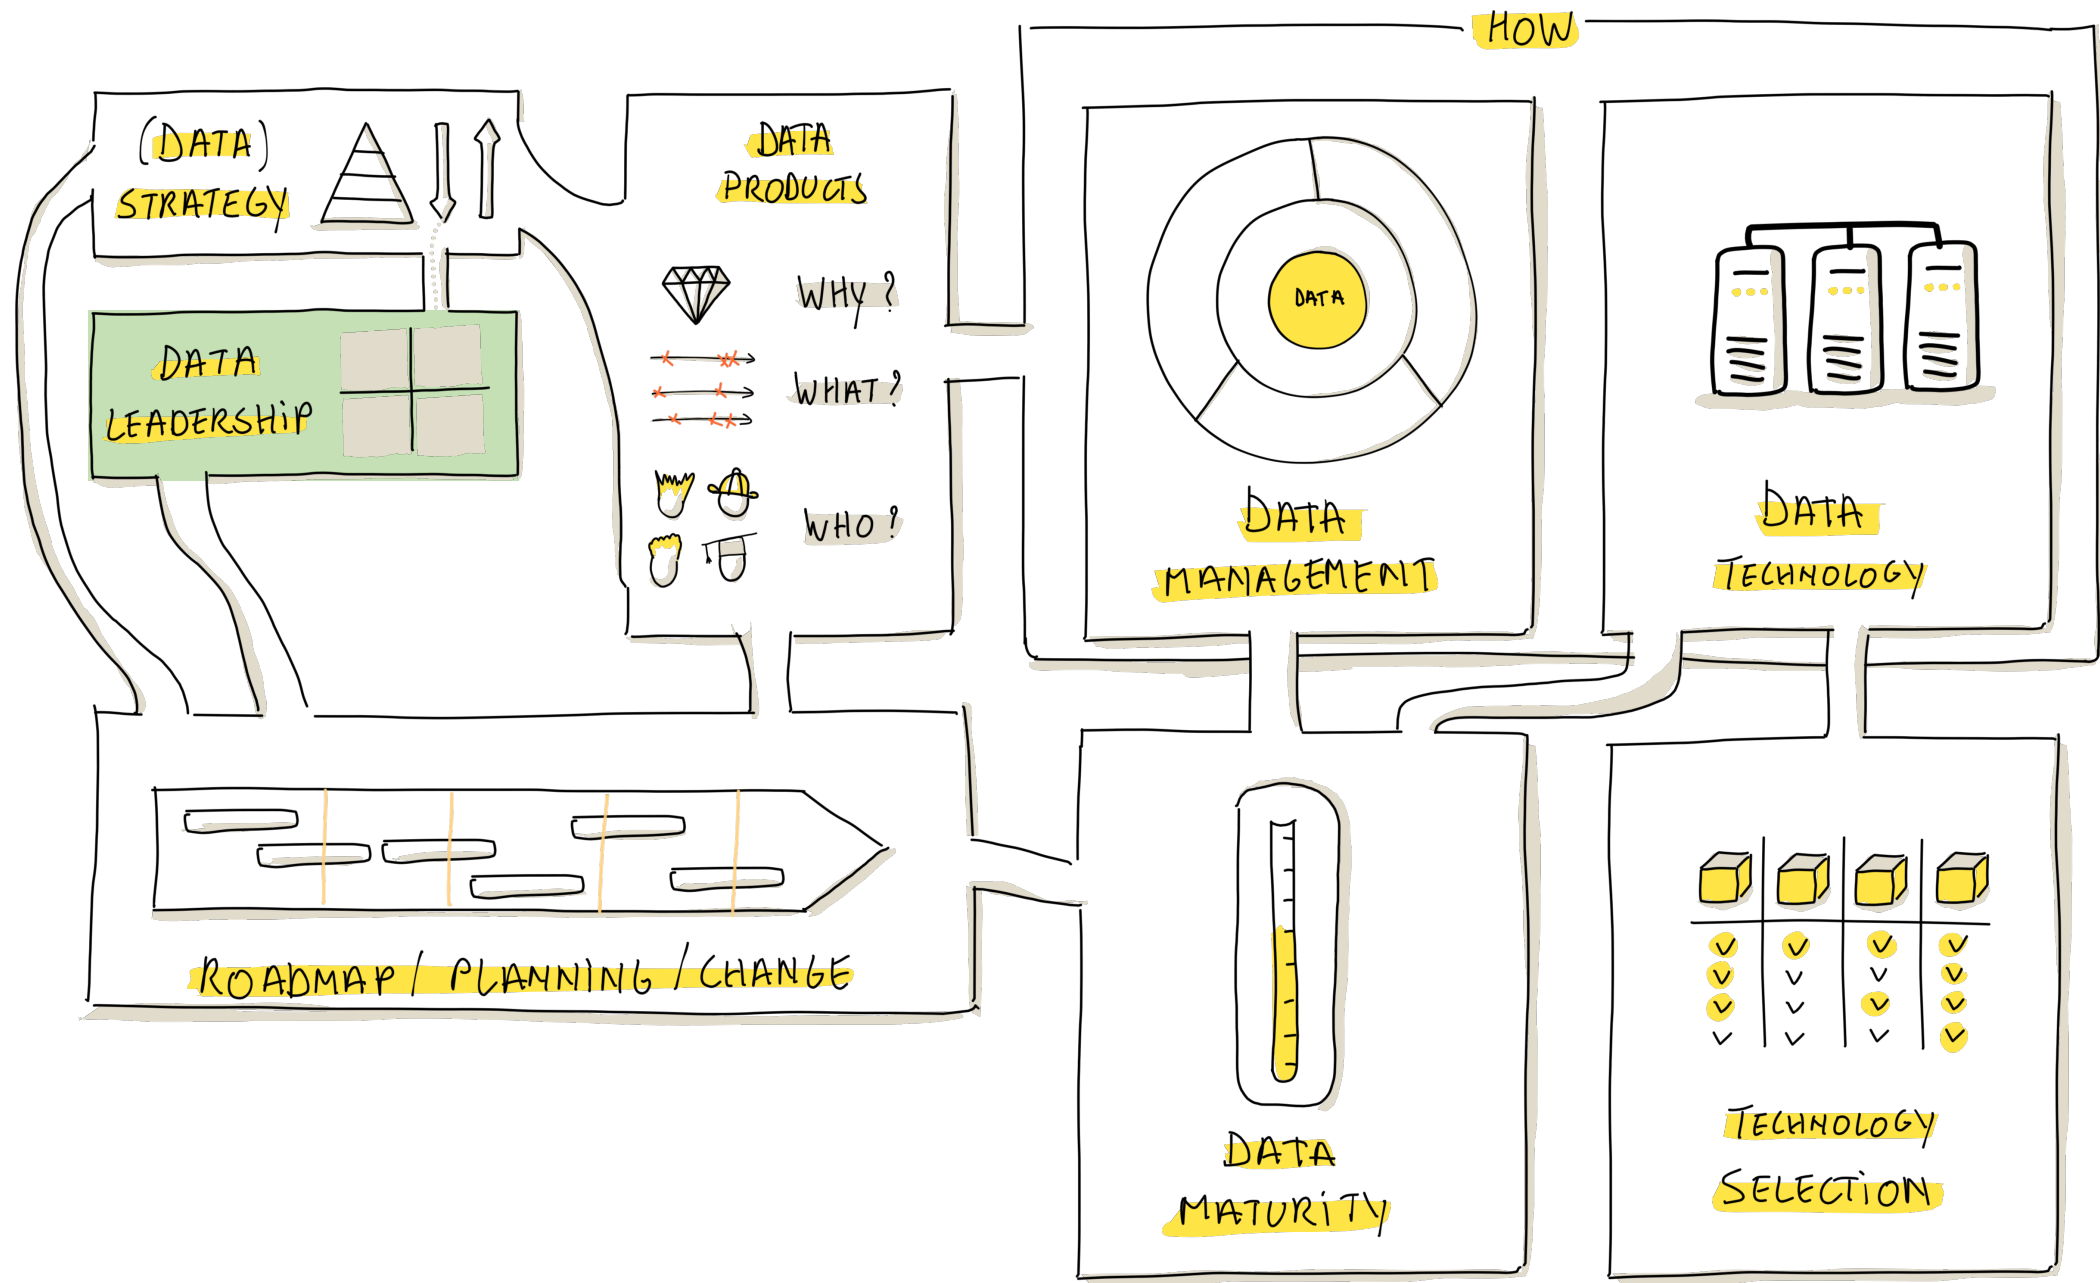 HOW
(DATA)
STRATEGY
DATA
LEADERSHiP
DATA
PRODUCTS
WHY?
WHAT?
WHO?
DATA
DATA
MANAGEMENT
DATA
TECHNOLOGY
ROADMAP / PLANNiNG / CHANGE
DATA
MATURiTY
TECHNOLOGY
SELECTiON